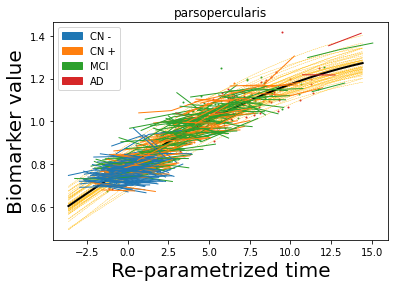 parsopercularis
CN -
CN +
MCI
AD
Biomarker value
1.4
1.2
1.0
0.8
0.6
−2.5 0.0 2.5 5.0 7.5 10.0 12.5 15.0
Re-parametrized time